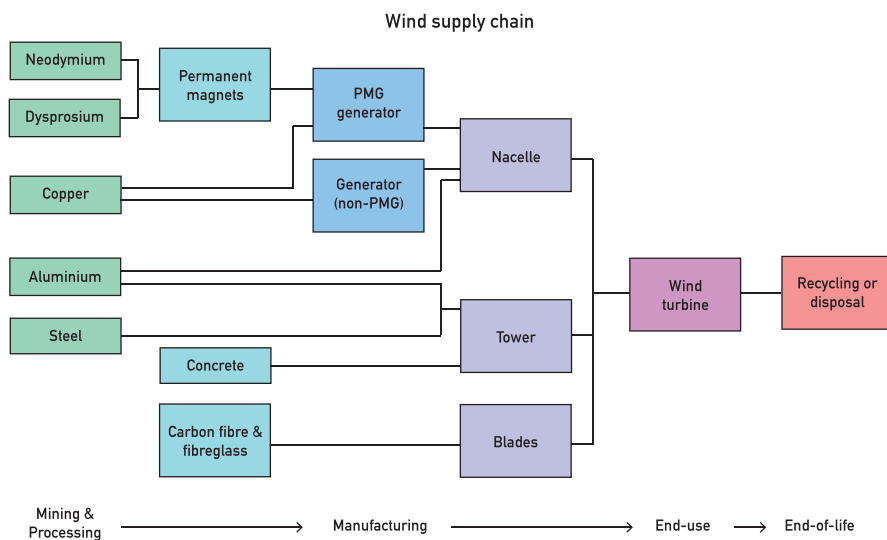 Wind supply chain
Neodymium
Dysprosium
Copper
Aluminium
Steel
Permanent
magnets
Concrete
Carbon fibre &
fibreglass
PMG
generator
Generator
(non-PMG)
Nacelle
Tower
Blades
Wind
turbine
Recycling or
disposal
Mining &
Processing
Manufacturing
End-use
End-of-life